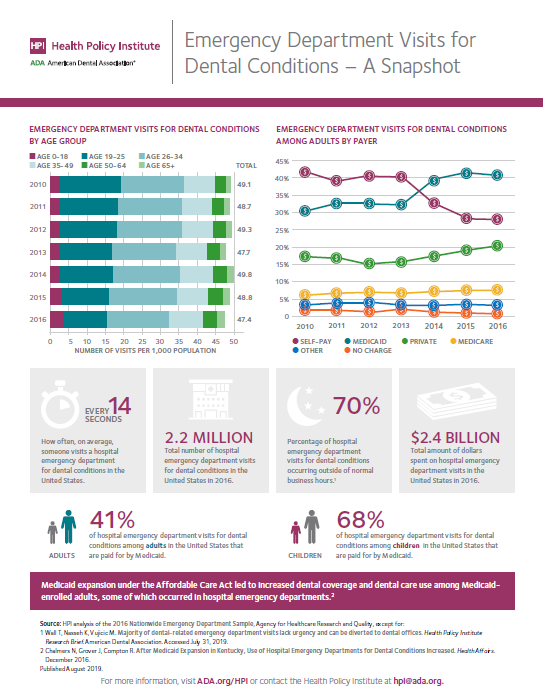 HPI Health Policy Institute
ADA American Dental Association®
Emergency Department Visits for
Dental Conditions – A Snapshot
EMERGENCY DEPARTMENT VISITS FOR DENTAL CONDITIONS
BY AGE GROUP
AGE 0-18 AGE 19-25 AGE 26-34
AGE 35-49 AGE 50-64 AGE 65+ TOTAL
2010 49.1
2011 48.7
2012 49.3
2013 47.7
2014 49.8
2015 48.8
2016 47.4
0 5 10 15 20 25 30 35 40 45 50
NUMBER OF VISITS PER 1,000 POPULATION
EMERGENCY DEPARTMENT VISITS FOR DENTAL CONDITIONS
AMONG ADULTS BY PAYER
45%
40%
35%
30%
25%
20%
15%
10%
5%
0
2010 2011 2012 2013 2014 2015 2016
SELF-PAY MEDICAID PRIVATE MEDICARE
OTHER NO CHARGE
EVERY 14
SECONDS
How often, on average,
someone visits a hospital
emergency department
for dental conditions in the
United States.
2.2 MILLION
Total number of hospital
emergency department visits
for dental conditions in the
United States in 2016.
70%
Percentage of hospital
emergency department
visits for dental conditions
occurring outside of normal
business hours.¹
$2.4 BILLION
Total amount of dollars
spent on hospital emergency
department visits in the
United States in 2016.
ADULTS
41%
of hospital emergency department visits for dental
conditions among adults in the United States that
are paid for by Medicaid.
CHILDREN
68%
of hospital emergency department visits for dental
conditions among children in the United States that
are paid for by Medicaid.
Medicaid expansion under the Affordable Care Act led to increased dental coverage and dental care use among Medicaid-
enrolled adults, some of which occurred in hospital emergency departments.²
Source: HPI analysis of the 2016 Nationwide Emergency Department Sample, Agency for Healthcare Research and Quality, except for:
1 Wall T, Nasseh K, Vujicic M. Majority of dental-related emergency department visits lack urgency and can be diverted to dental offices. Health Policy Institute
Research Brief. American Dental Association. Accessed July 31, 2019.
2 Chalmers N, Grover J, Compton R. After Medicaid Expansion in Kentucky, Use of Hospital Emergency Departments for Dental Conditions Increased. Health Affairs.
December 2016.
Published August 2019.
For more information, visit ADA.org/HPI or contact the Health Policy Institute at hpi@ada.org.